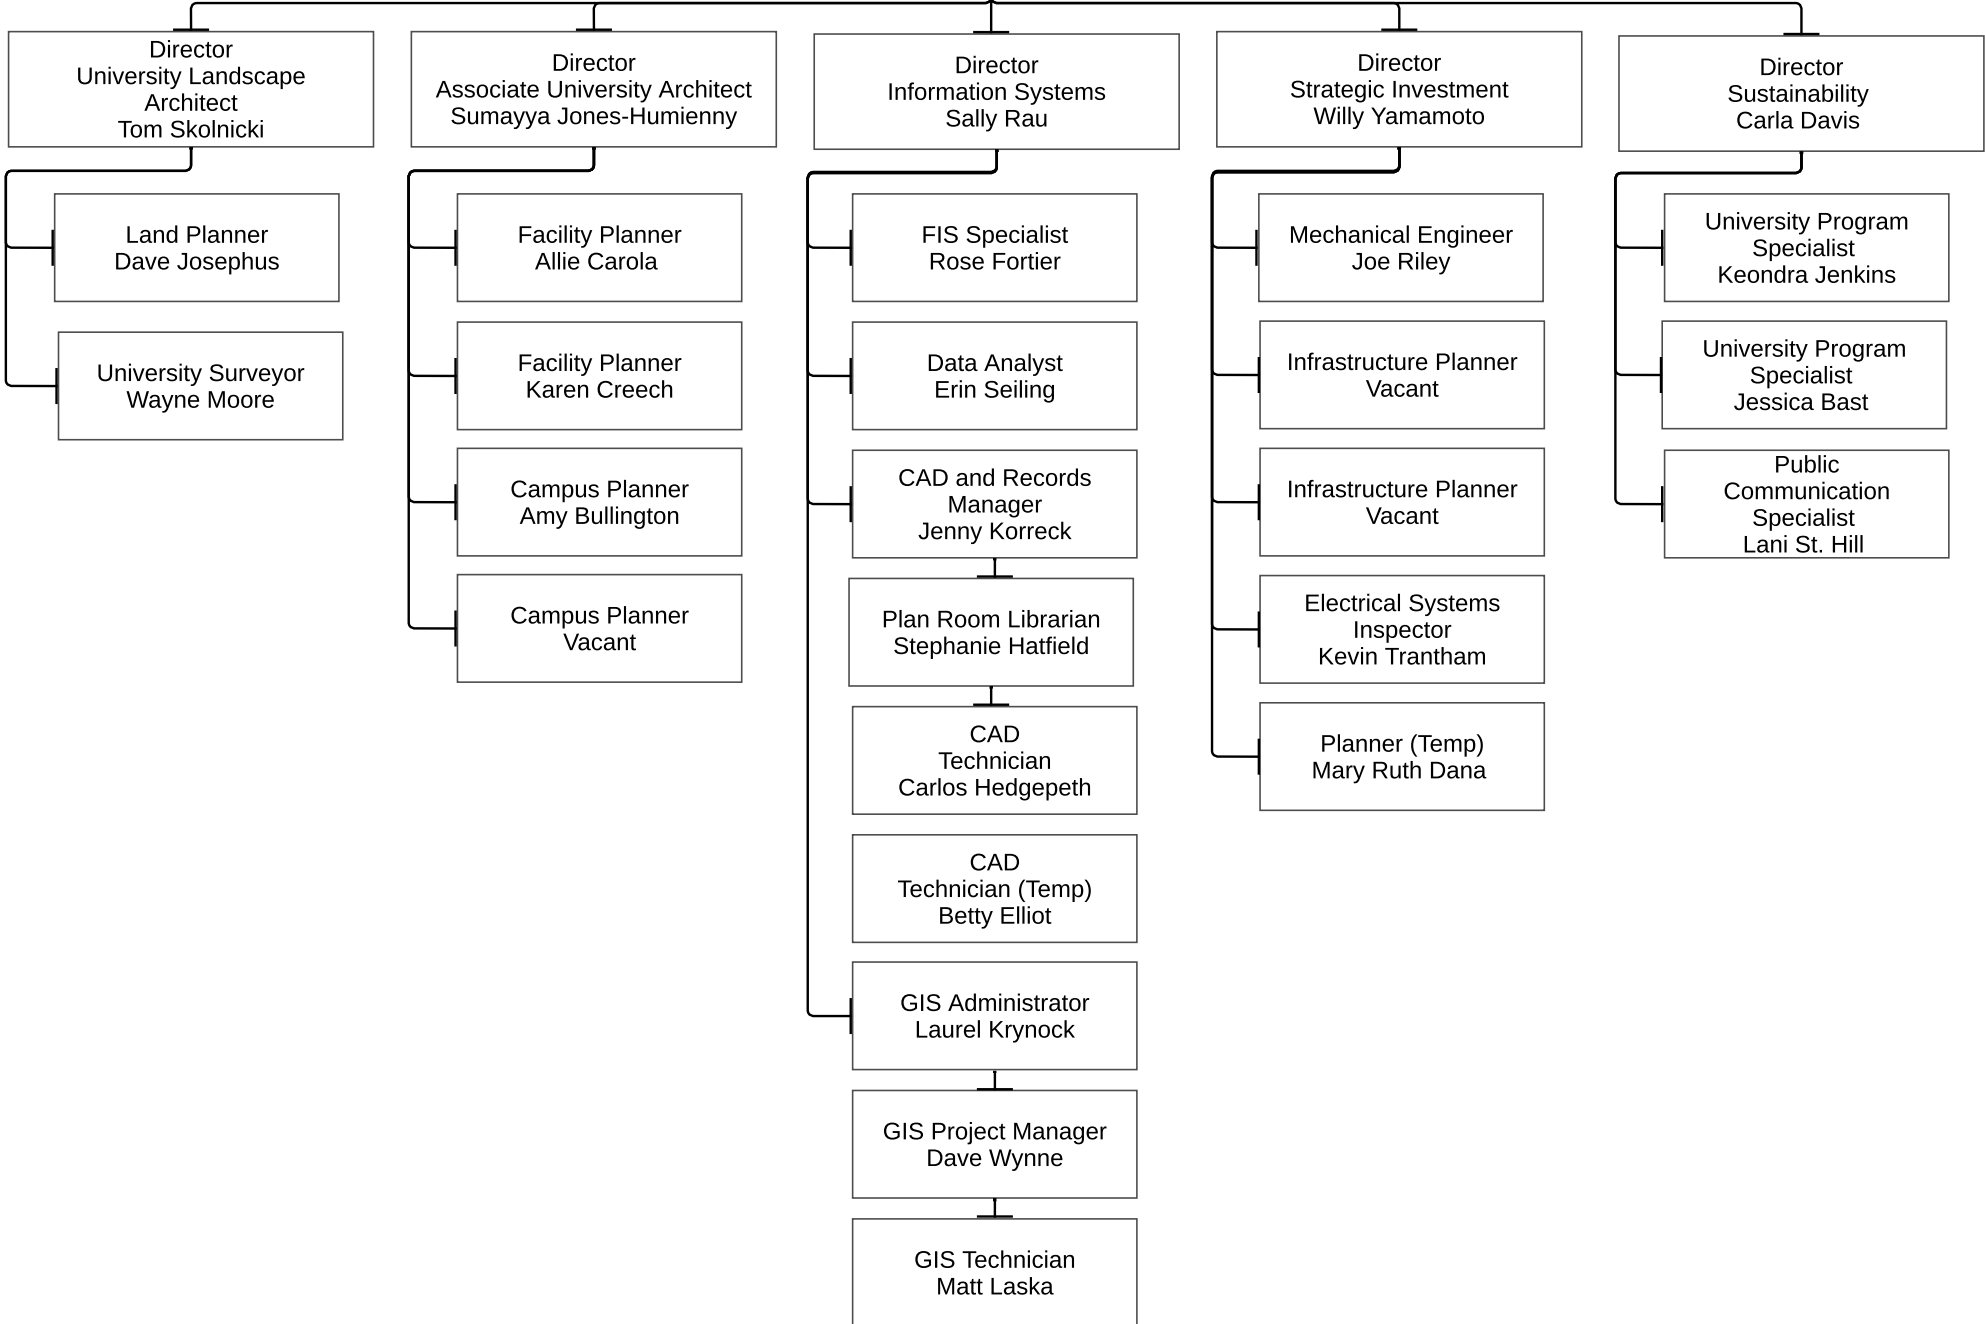 Director
University Landscape
Architect
Tom Skolnicki
Director
Associate University Architect
Sumayya Jones-Humienny
Director
Information Systems
Sally Rau
Director
Strategic Investment
Willy Yamamoto
Director
Sustainability
Carla Davis
Land Planner
Dave Josephus
University Surveyor
Wayne Moore
Facility Planner
Allie Carola
Facility Planner
Karen Creech
Campus Planner
Amy Bullington
Campus Planner
Vacant
FIS Specialist
Rose Fortier
Data Analyst
Erin Seiling
CAD and Records
Manager
Jenny Korreck
Plan Room Librarian
Stephanie Hatfield
CAD
Technician
Carlos Hedgepeth
CAD
Technician (Temp)
Betty Elliot
GIS Administrator
Laurel Krynock
GIS Project Manager
Dave Wynne
GIS Technician
Matt Laska
Mechanical Engineer
Joe Riley
Infrastructure Planner
Vacant
Infrastructure Planner
Vacant
Electrical Systems
Inspector
Kevin Trantham
Planner (Temp)
Mary Ruth Dana
University Program
Specialist
Keondra Jenkins
University Program
Specialist
Jessica Bast
Public
Communication
Specialist
Lani St. Hill